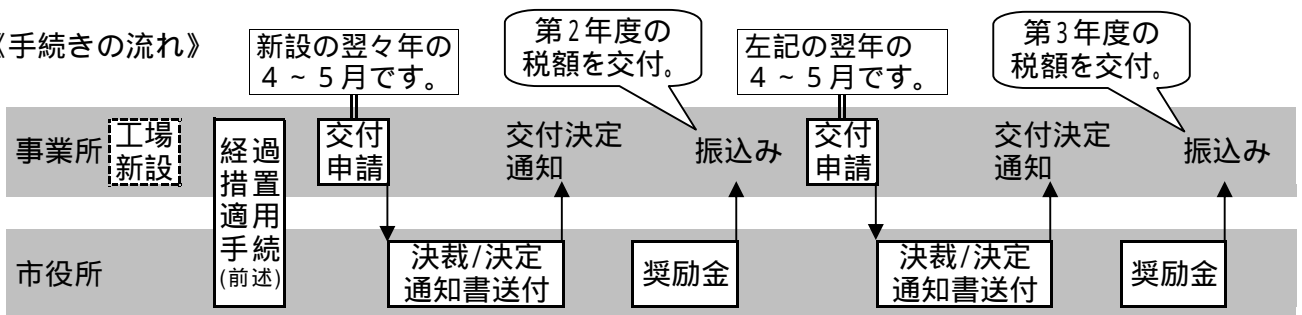 《手続きの流れ》
新設の翌々年の
４～５月です。
第２年度の
税額を交付。
左記の翌年の
４～５月です。
第３年度の
税額を交付。
事業所
工場
新設
経過
措置
適用
手続
(前述)
交付
申請
交付決定
通知
振込み
交付
申請
交付決定
通知
振込み
市役所
決裁/決定
通知書送付
奨励金
決裁/決定
通知書送付
奨励金